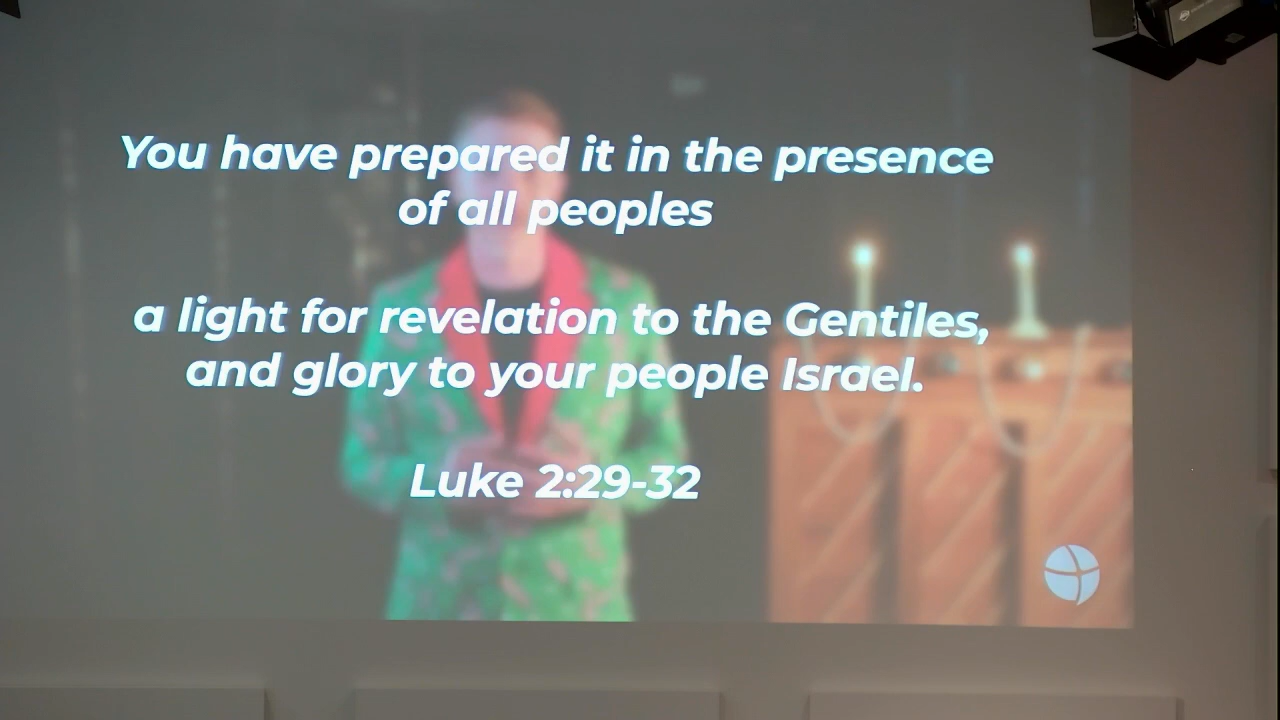 You have prepared it in the presence
of all peoples
a light for revelation to the Gentiles,
and glory to your people Israel.
Luke 2:29-32